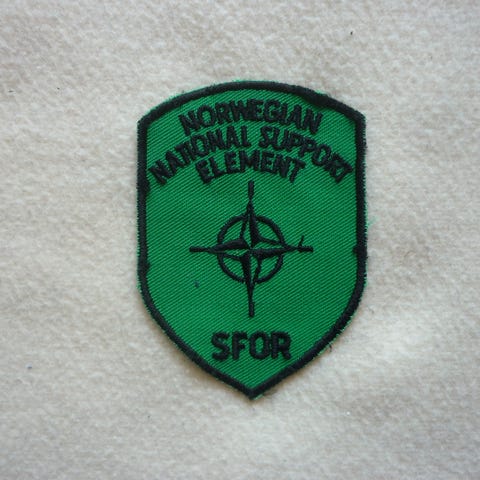 NORWEGIAN
NATIONAL SUPPORT
ELEMENT
SFOR